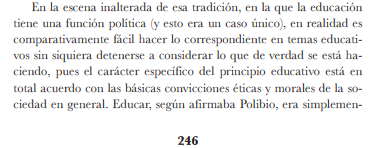 En la escena inalterada de esa tradición, en la que la educación
tiene una función política (y esto era un caso único), en realidad es
comparativamente fácil hacer lo correspondiente en temas educati-
vos sin siquiera detenerse a considerar lo que de verdad se está ha-
ciendo, pues el carácter específico del principio educativo está en
total acuerdo con las básicas convicciones éticas y morales de la so-
ciedad en general. Educar, según afirmaba Polibio, era simplemen-
246